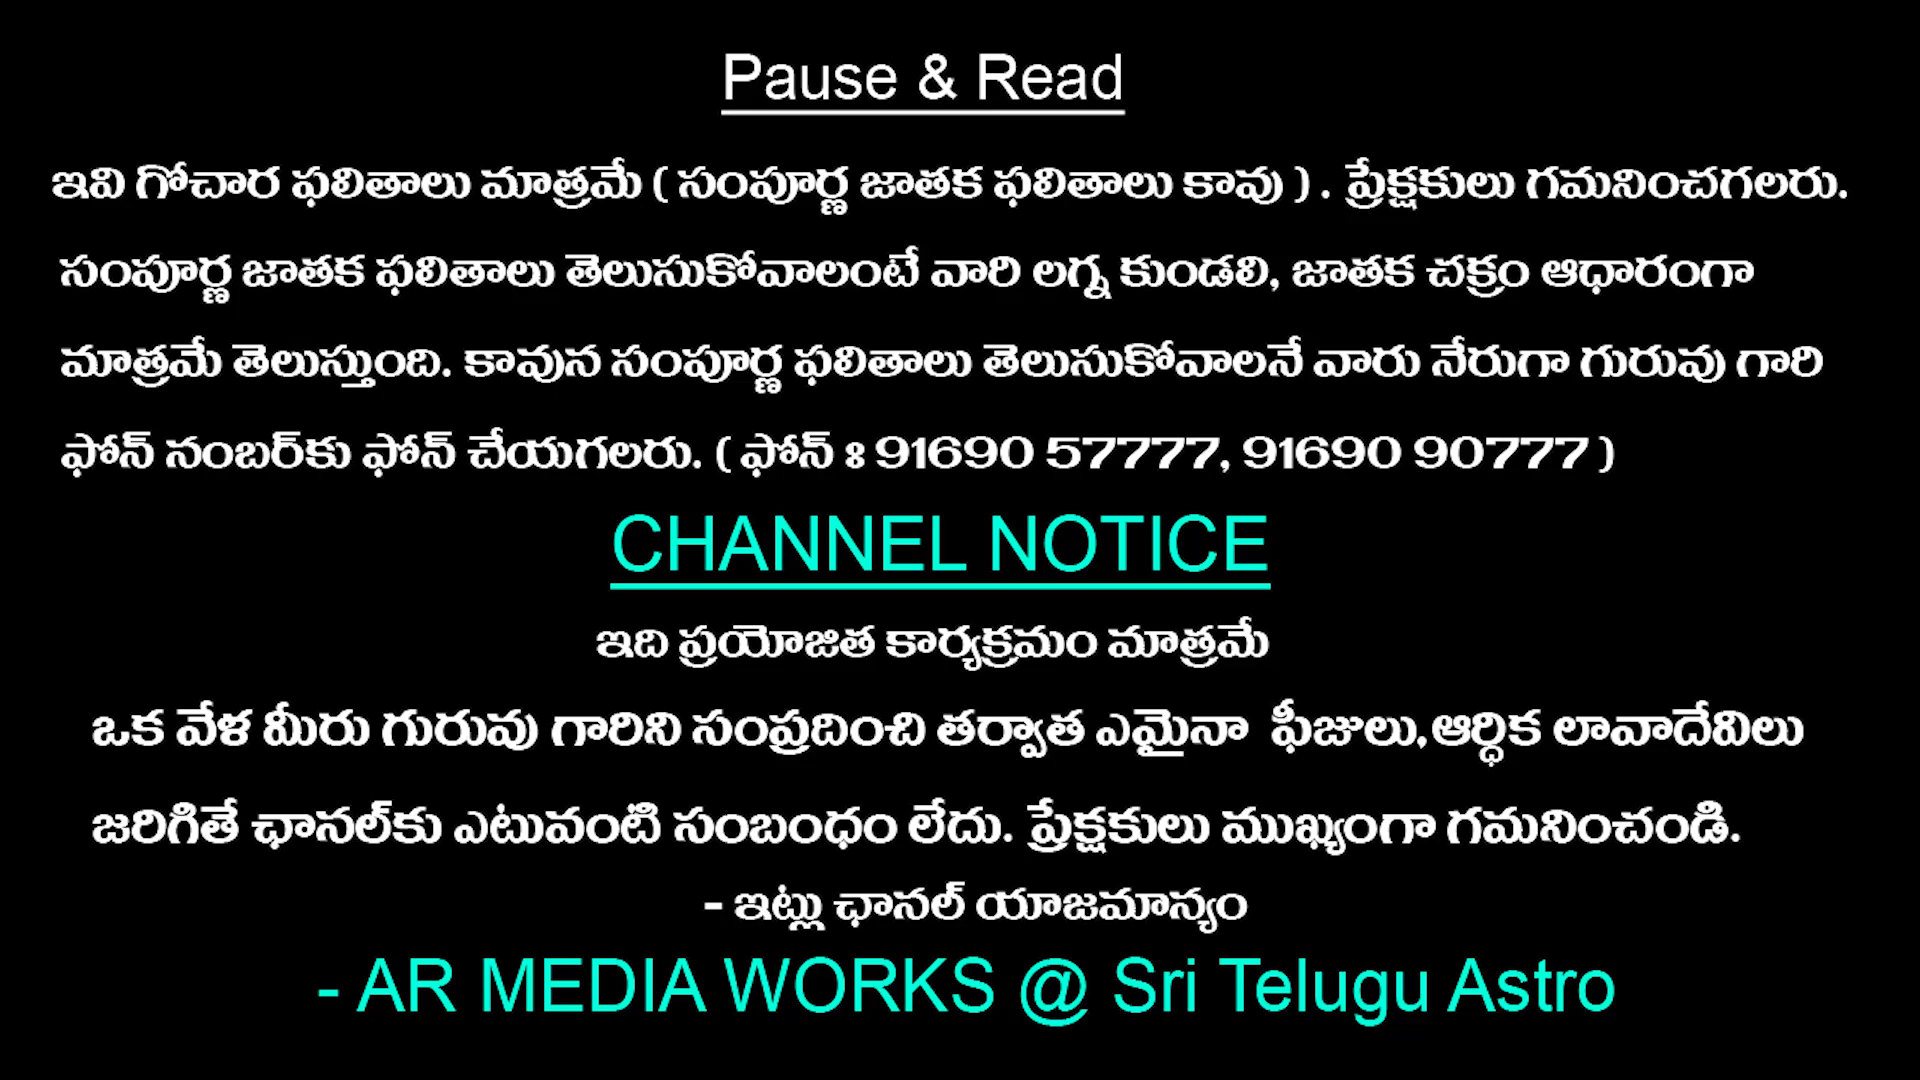 Pause & Read
ఇవి గోచార ఫలితాలు మాత్రమే ( సంపూర్ణ జాతక ఫలితాలు కావు ) . ప్రేక్షకులు గమనించగలరు.
సంపూర్ణ జాతక ఫలితాలు తెలుసుకోవాలంటే వారి లగ్న కుండలి, జాతక చక్రం ఆధారంగా
మాత్రమే తెలుస్తుంది. కావున సంపూర్ణ ఫలితాలు తెలుసుకోవాలనే వారు నేరుగా గురువు గారి
ఫోన్ నంబర్‌కు ఫోన్ చేయగలరు. ( ఫోన్ ః 91690 57777, 91690 90777 )
CHANNEL NOTICE
ఇది ప్రయోజిత కార్యక్రమం మాత్రమే
ఒక వేళ మీరు గురువు గారిని సంప్రదించి తర్వాత ఎమైనా ఫీజులు,ఆర్ధిక లావాదేవిలు
జరిగితే ఛానల్‌కు ఎటువంటి సంబంధం లేదు. ప్రేక్షకులు ముఖ్యంగా గమనించండి.
- ఇట్లు ఛానల్ యాజమాన్యం
- AR MEDIA WORKS @ Sri Telugu Astro